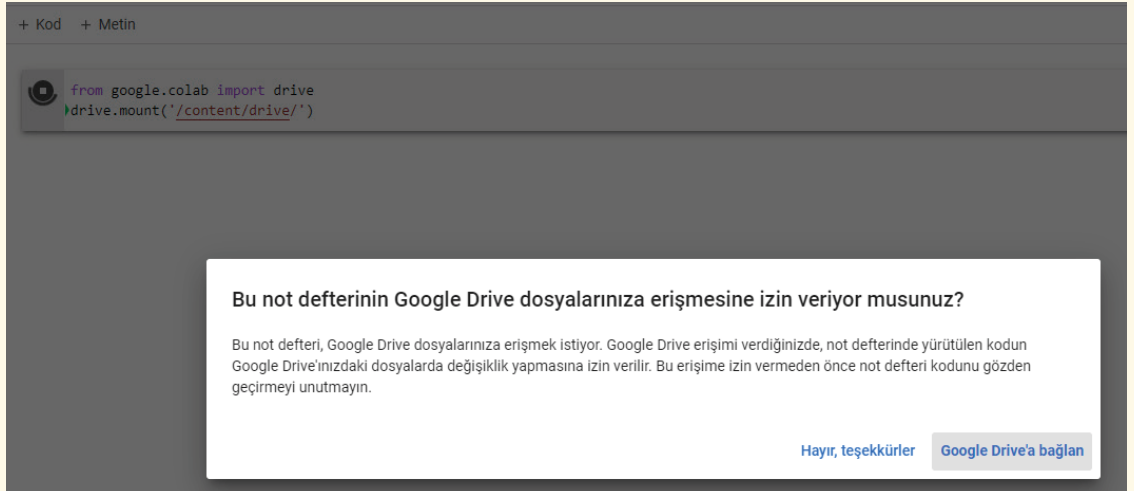 + Kod + Metin
from google.colab import drive
drive.mount('/content/drive/')
Bu not defterinin Google Drive dosyalarınıza erişmesine izin veriyor musunuz?
Bu not defteri, Google Drive dosyalarınıza erişmek istiyor. Google Drive erişimi verdiğinizde, not defterinde yürütülen kodun
Google Drive'ınızdaki dosyalarda değişiklik yapmasına izin verilir. Bu erişime izin vermeden önce not defteri kodunu gözden
geçirmeyi unutmayın.
Hayır, teşekkürler Google Drive'a bağlan